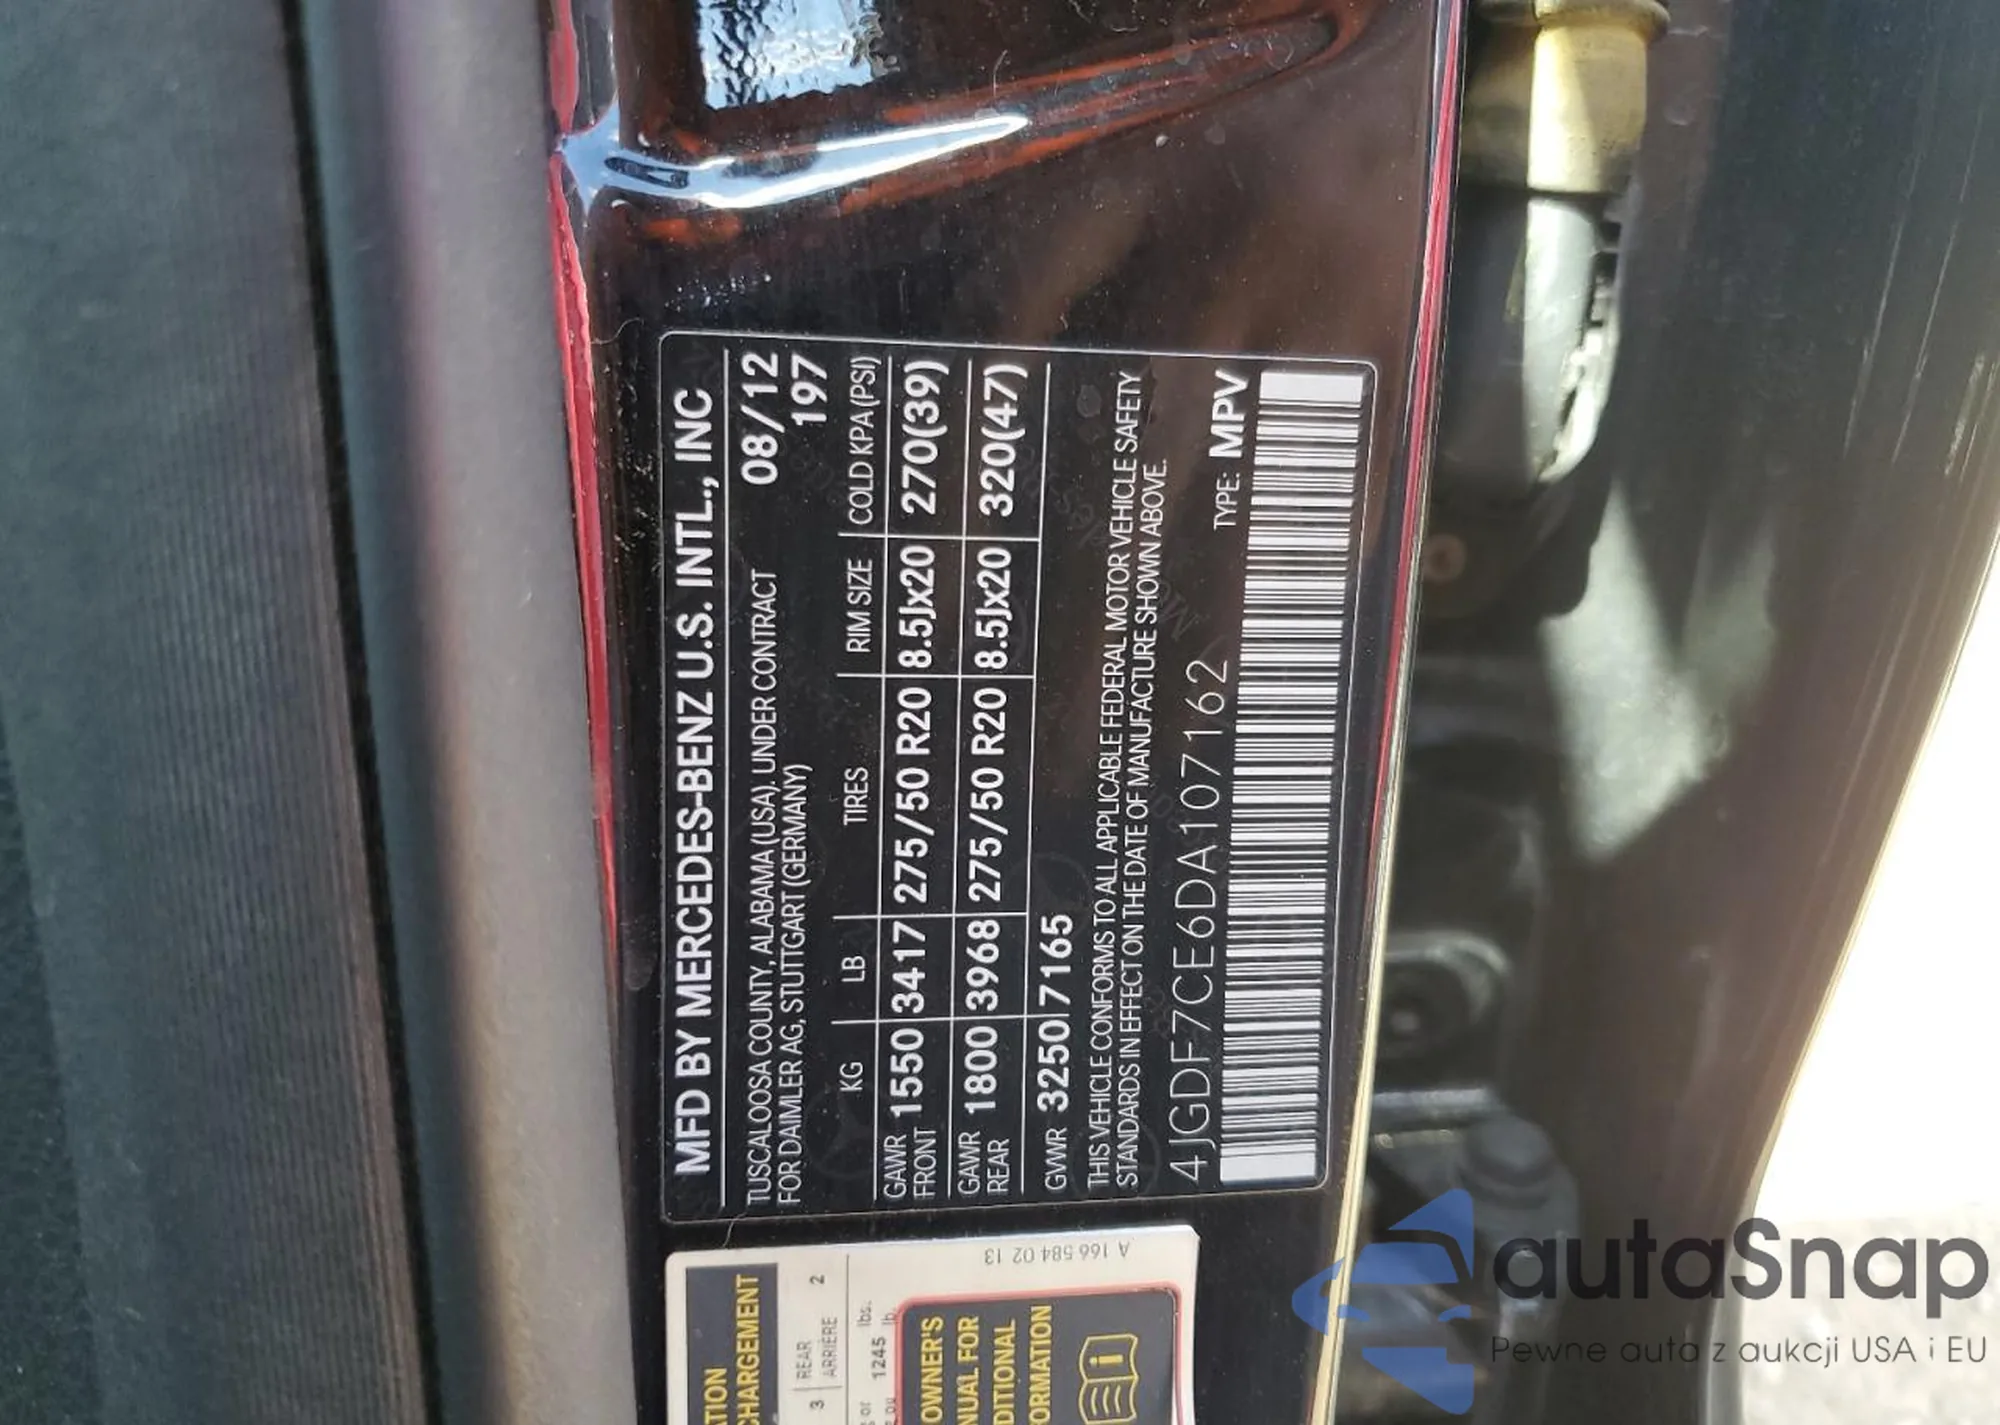 MFD BY MERCEDES-BENZ U.S. INTL., INC
TUSCALOOSA COUNTY, ALABAMA (USA), UNDER CONTRACT 08/12
FOR DAIMLER AG, STUTTGART (GERMANY) 197
KG LB TIRES RIM SIZE COLD KPA (PSI)
GAWR FRONT 1550 3417 275/50 R20 8.5Jx20 270(39)
GAWR REAR 1800 3968 275/50 R20 8.5Jx20 320(47)
GVWR 3250 7165
THIS VEHICLE CONFORMS TO ALL APPLICABLE FEDERAL MOTOR VEHICLE SAFETY
STANDARDS IN EFFECT ON THE DATE OF MANUFACTURE SHOWN ABOVE.
4JGDF7CE6DA107162 TYPE: MPV
A 166 584 02 13
CHARGEMENT
3 REAR 2
ARRIÈRE
or 1245 lbs.
ou lb.
OWNER'S
FOR
autaSnap
Pewne auta z aukcji USA i EU